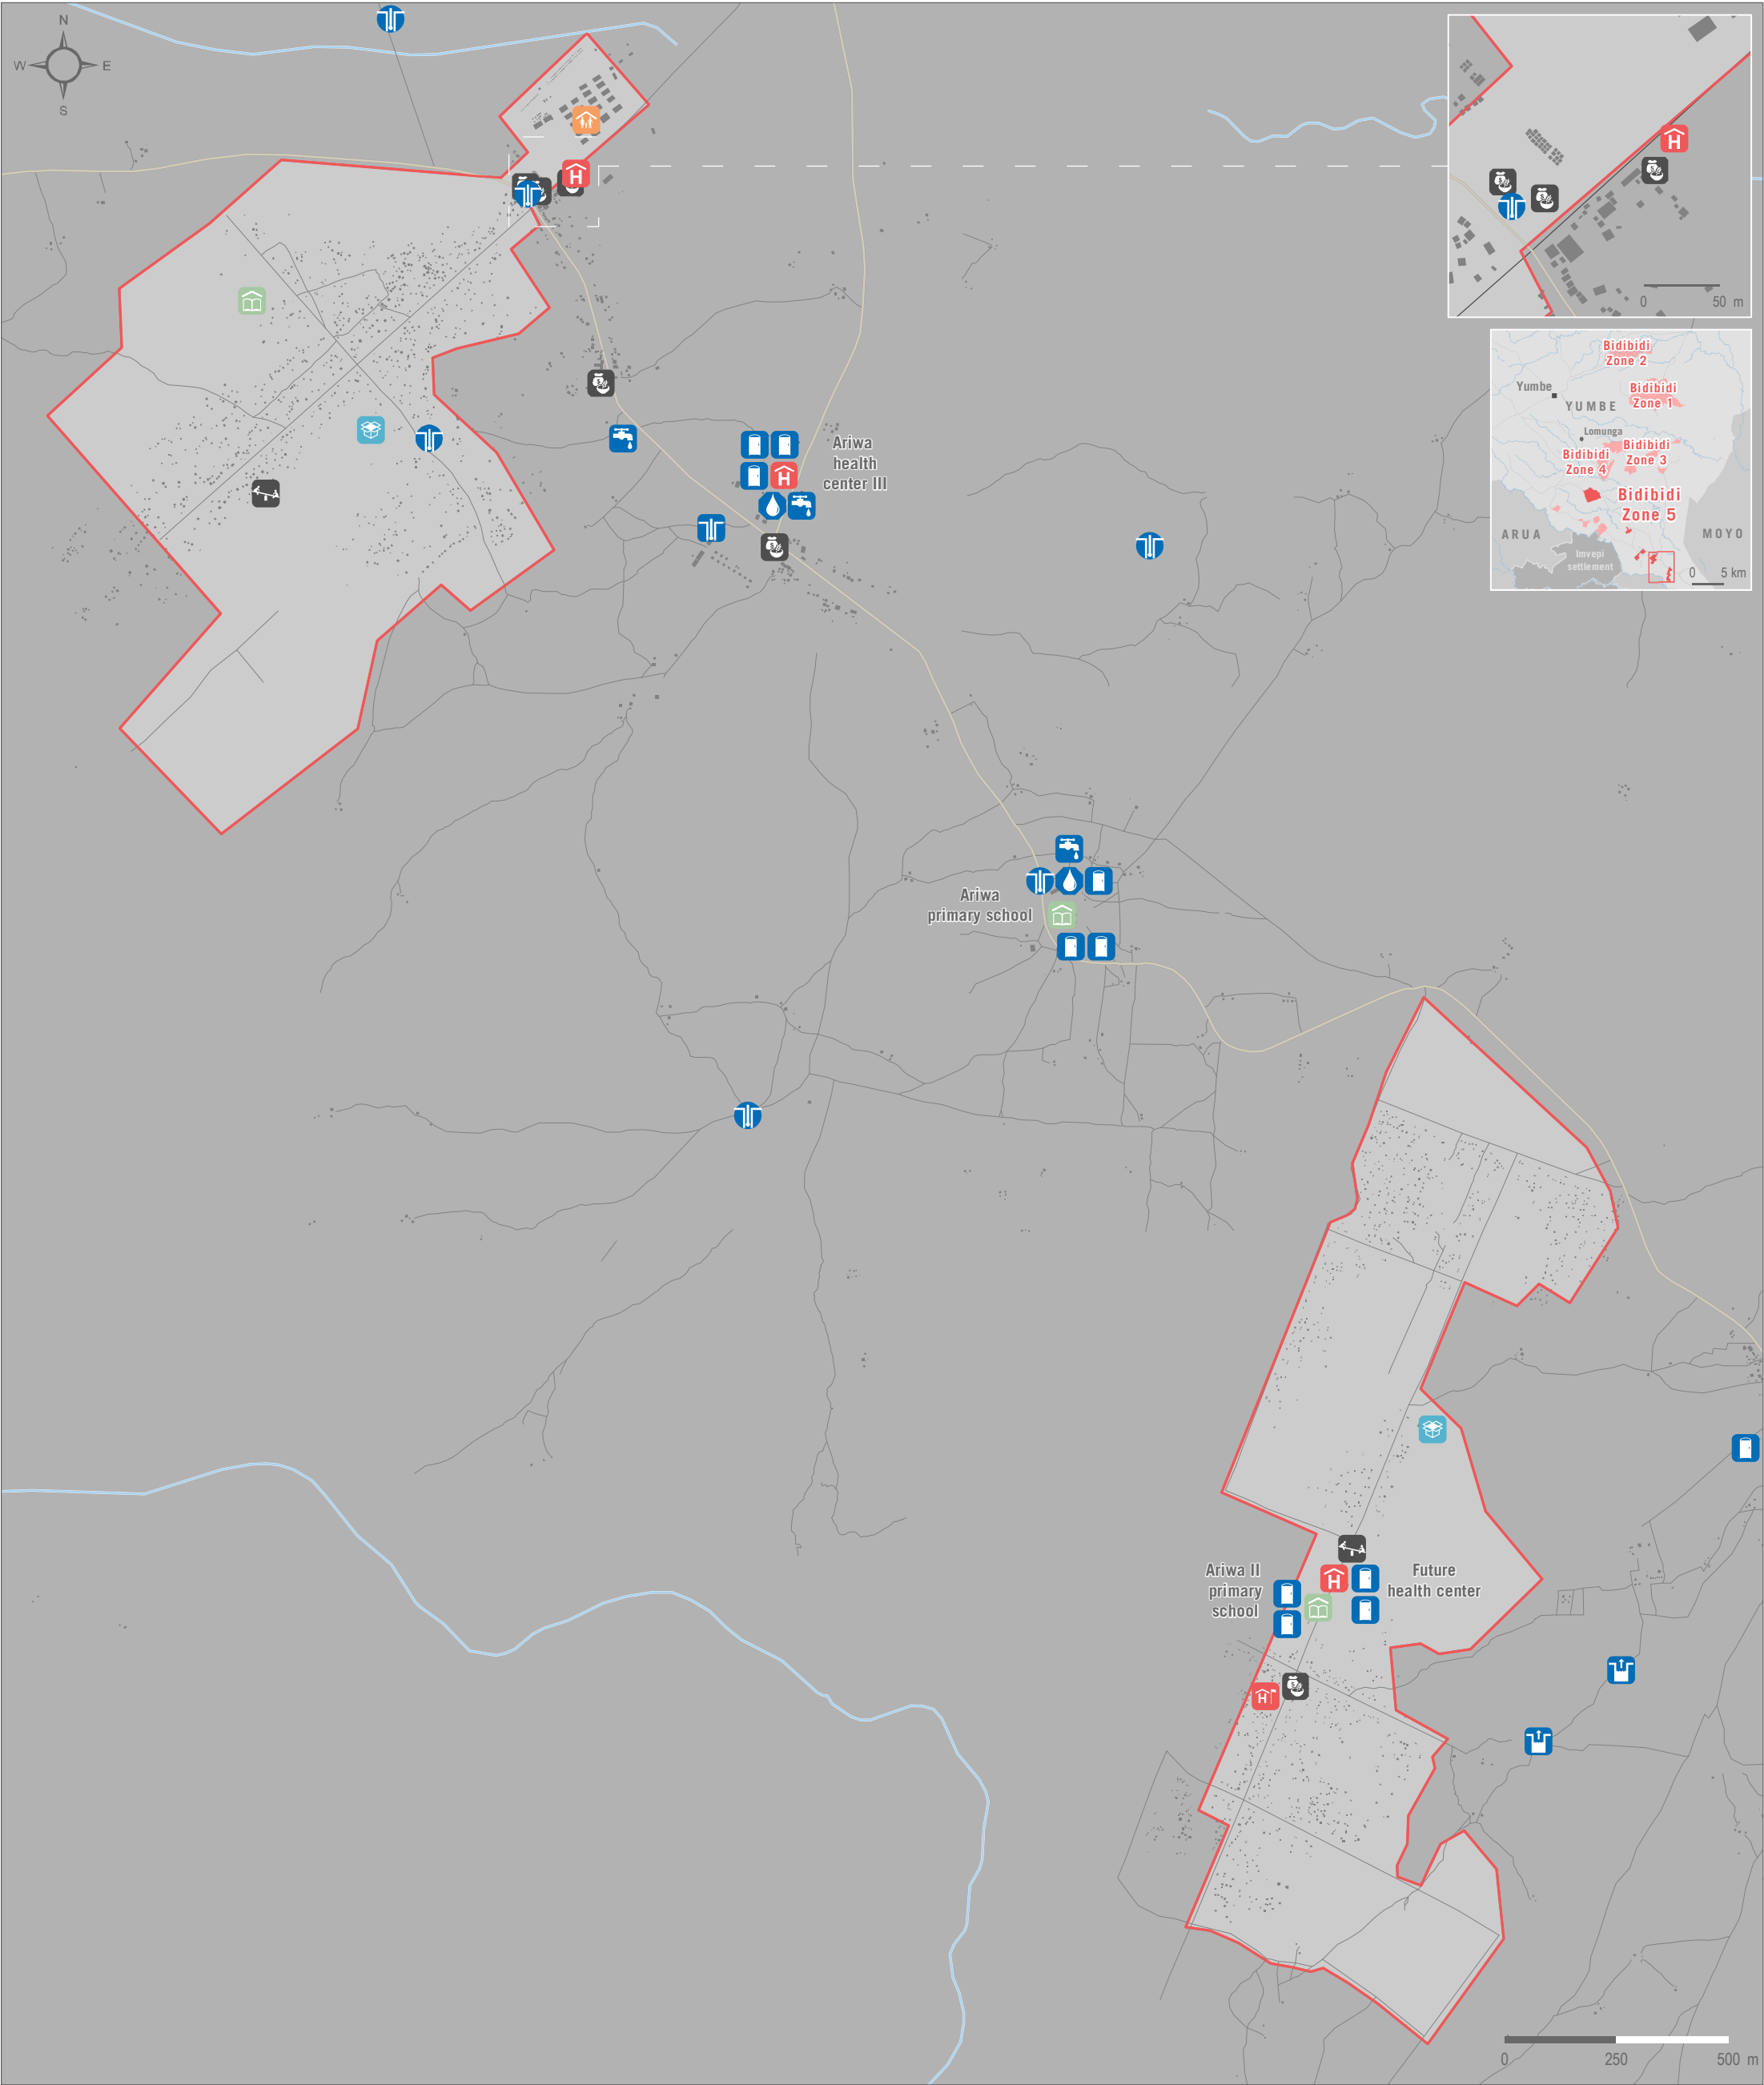 N
W
E
S
0
50 m
Bidibidi
Zone 2
Yumbe
Bidibidi
Zone 1
YUMBE
Lomunga
Bidibidi
Zone 3
Bidibidi
Zone 4
Bidibidi
Zone 5
ARUA
MOYO
Imvepi
settlement
0
5 km
Ariwa
health
center III
Ariwa
primary school
Ariwa II
primary
school
Future
health center
0
250
500 m